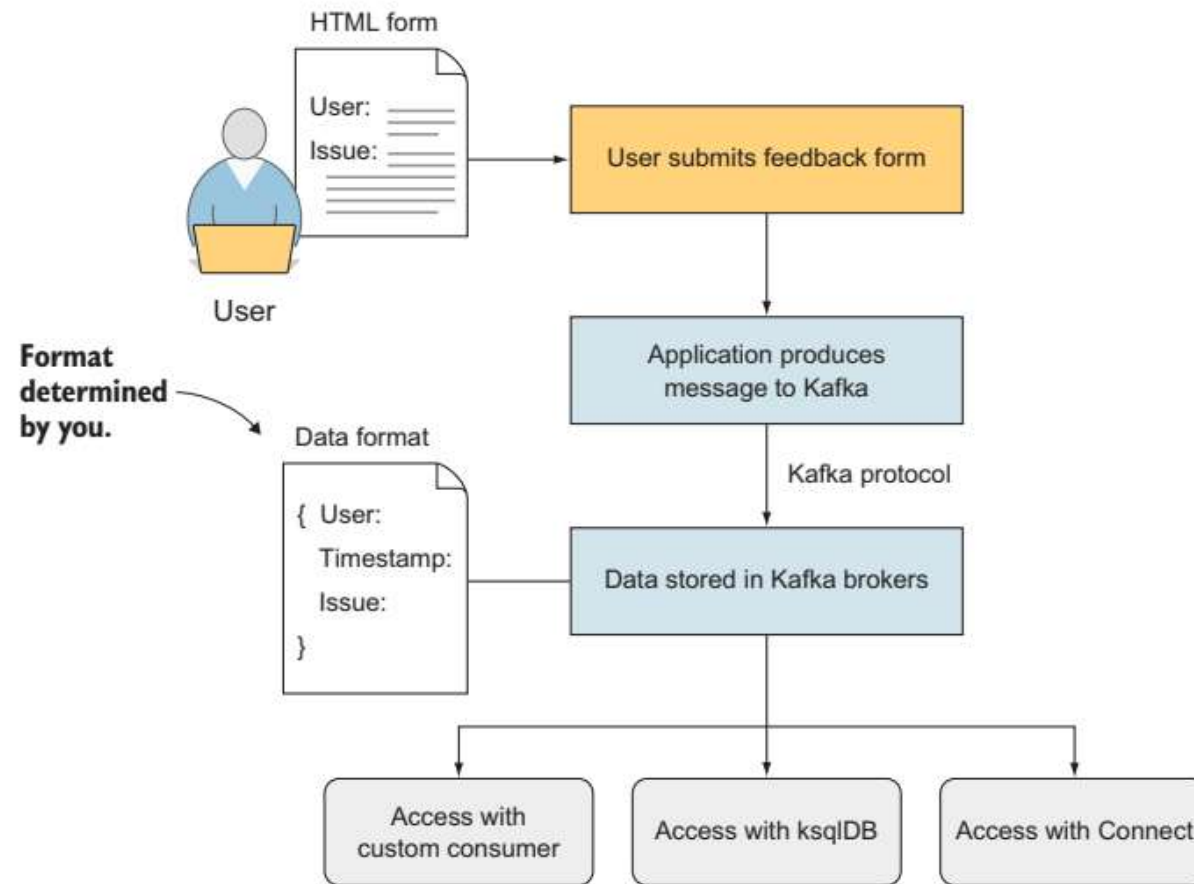 HTML form
User:
Issue:
User submits feedback form
User
Application produces
message to Kafka
Format
determined
by you.
Data format
Kafka protocol
{ User:
Timestamp:
Issue:
}
Data stored in Kafka brokers
Access with
custom consumer
Access with ksqlDB
Access with Connect